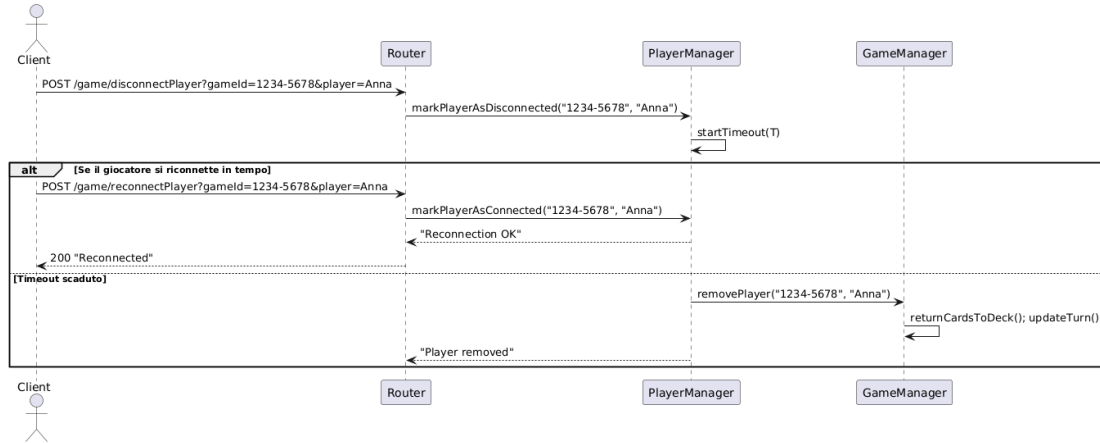 Client
Router
PlayerManager
GameManager
POST /game/disconnectPlayer?gameId=1234-5678&player=Anna
markPlayerAsDisconnected("1234-5678", "Anna")
startTimeout(T)
alt
[Se il giocatore si riconnette in tempo]
POST /game/reconnectPlayer?gameId=1234-5678&player=Anna
markPlayerAsConnected("1234-5678", "Anna")
"Reconnection OK"
200 "Reconnected"
[Timeout scaduto]
removePlayer("1234-5678", "Anna")
returnCardsToDeck(); updateTurn()
"Player removed"
Client
Router
PlayerManager
GameManager